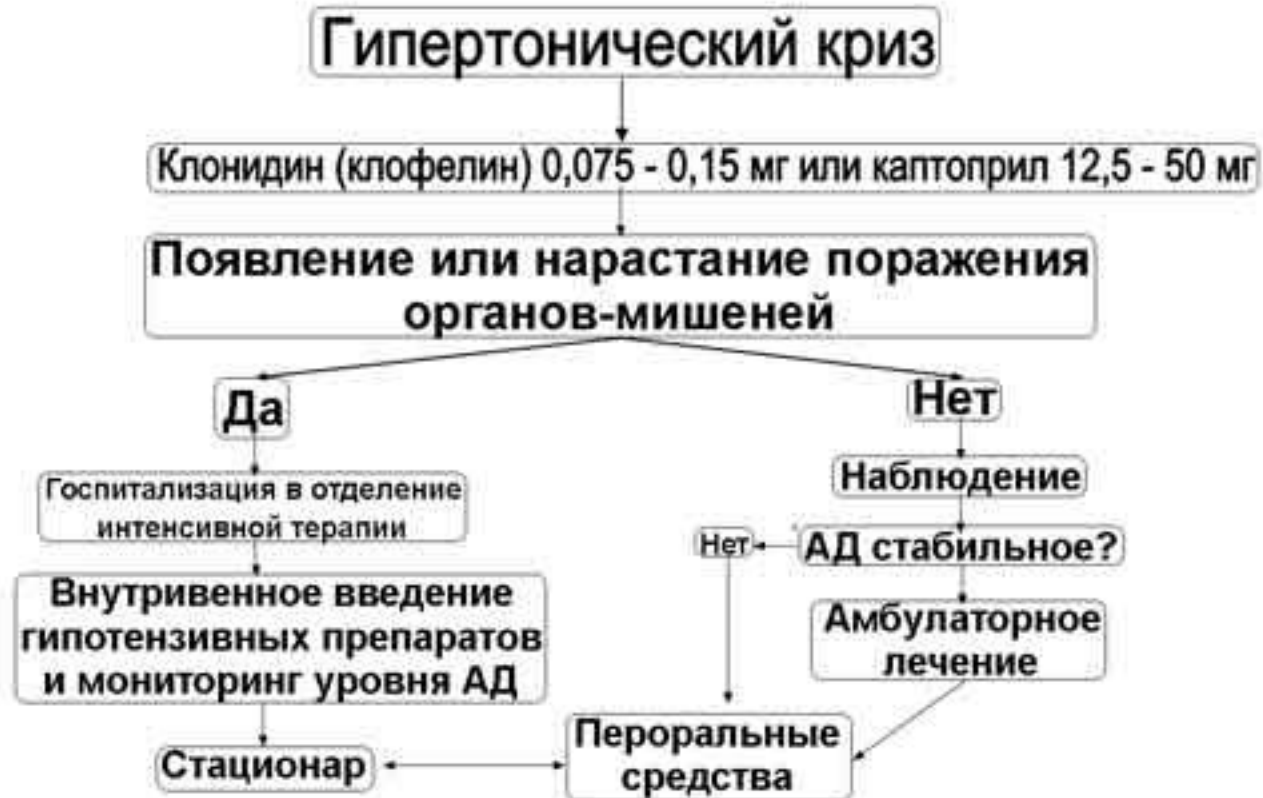 Гипертонический криз
Клонидин (клофелин) 0,075 - 0,15 мг или каптоприл 12,5 - 50 мг
Появление или нарастание поражения
органов-мишеней
Да
Нет
Госпитализация в отделение
интенсивной терапии
Наблюдение
Нет
АД стабильное?
Внутривенное введение
гипотензивных препаратов
и мониторинг уровня АД
Амбулаторное
лечение
Стационар
Пероральные
средства